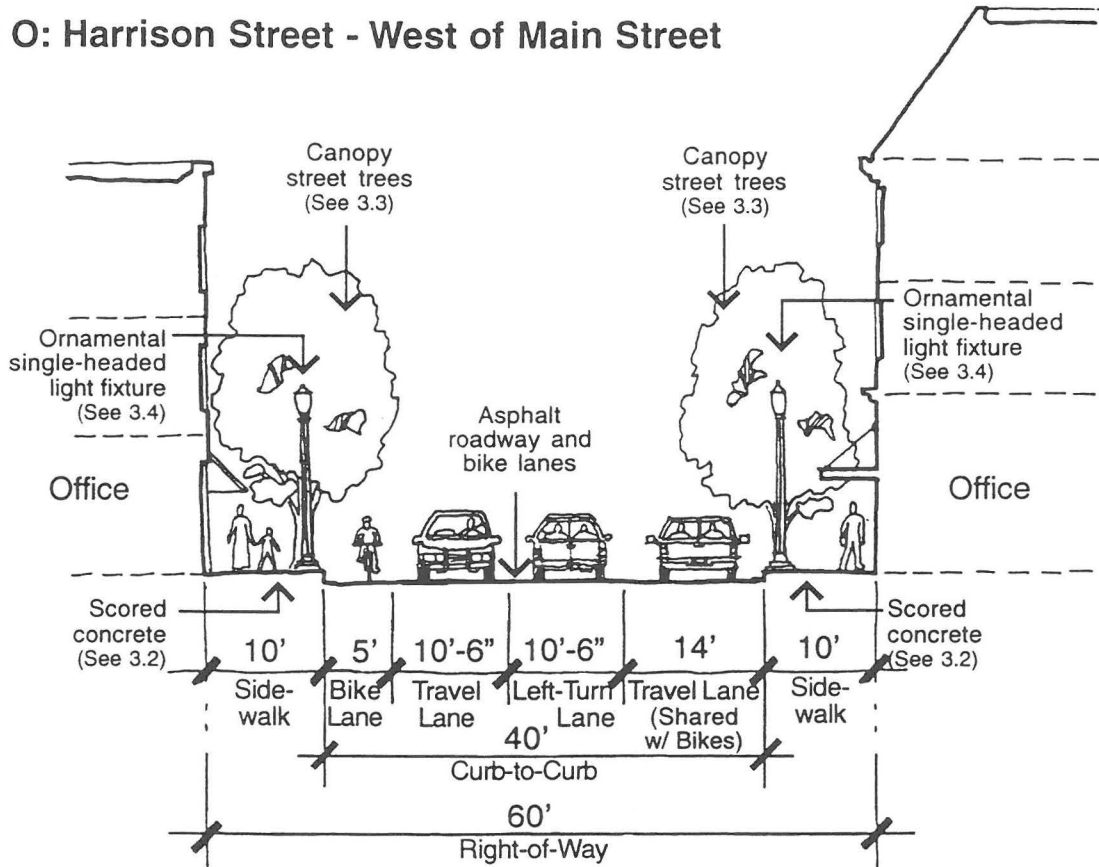 O: Harrison Street - West of Main Street
Canopy
street trees
(See 3.3)
Canopy
street trees
(See 3.3)
Ornamental
single-headed
light fixture
(See 3.4)
Ornamental
single-headed
light fixture
(See 3.4)
Asphalt
roadway and
bike lanes
Office
Office
Scored
concrete
(See 3.2)
Scored
concrete
(See 3.2)
10' 5' 10'-6" 10'-6" 14' 10'
Side-
walk
Bike
Lane
Travel
Lane
Left-Turn
Lane
Travel Lane
(Shared
w/ Bikes)
Side-
walk
40'
Curb-to-Curb
60'
Right-of-Way